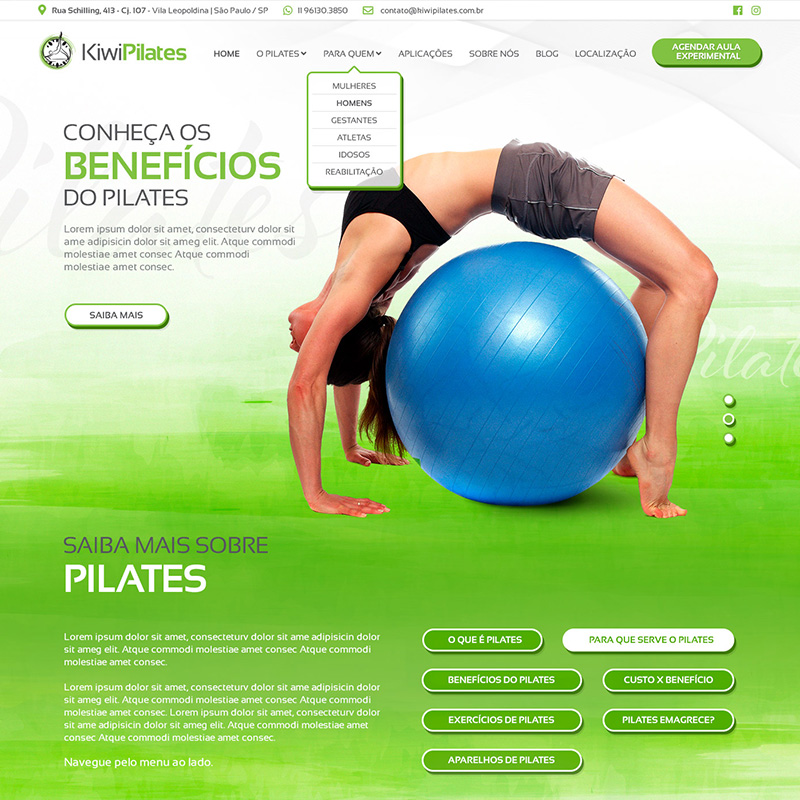 Rua Schilling, 413 - Cj. 107 - Vila Leopoldina | São Paulo / SP
11 96130.3850
contato@kiwipilates.com.br
KiwiPilates
HOME
O PILATES
PARA QUEM
APLICAÇÕES
SOBRE NÓS
BLOG
LOCALIZAÇÃO
AGENDAR AULA
EXPERIMENTAL
MULHERES
HOMENS
GESTANTES
ATLETAS
IDOSOS
REABILITAÇÃO
CONHEÇA OS
BENEFÍCIOS
DO PILATES
Lorem ipsum dolor sit amet, consecteturv dolor sit
ame adipisicin dolor sit ameg elit. Atque commodi
molestiae amet consec Atque commodi
molestiae amet consec.
SAIBA MAIS
Pilates
Pilates
SAIBA MAIS SOBRE
PILATES
Lorem ipsum dolor sit amet, consecteturv dolor sit ame adipisicin dolor
sit ameg elit. Atque commodi molestiae amet consec Atque commodi
molestiae amet consec.
Lorem ipsum dolor sit amet, consecteturv dolor sit ame adipisicin dolor
sit ameg elit. Atque commodi molestiae amet consec Atque commodi
consec. Lorem ipsum dolor sit amet, consecteturv dolor sit
ame adipisicin dolor sit ameg elit. Atque commodi molestiae amet
consec Atque commodi molestiae amet consec.
Navegue pelo menu ao lado.
O QUE É PILATES
PARA QUE SERVE O PILATES
BENEFÍCIOS DO PILATES
CUSTO X BENEFÍCIO
EXERCÍCIOS DE PILATES
PILATES EMAGRECE?
APARELHOS DE PILATES